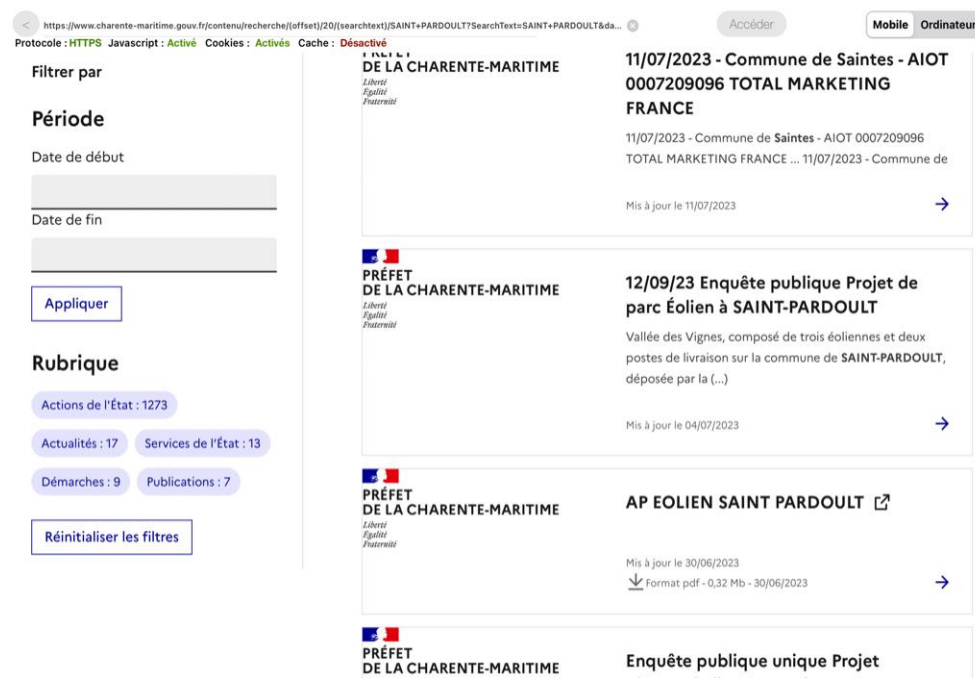 https://www.charente-maritime.gouv.fr/contenu/recherche/(offset)/20/(searchtext)/SAINT+PARDOULT?SearchText=SAINT+PARDOULT&da...
Accéder
Mobile Ordinateur
Protocole : HTTPS Javascript : Activé Cookies : Activés Cache : Désactivé
Filtrer par
Période
Date de début
Date de fin
Appliquer
Rubrique
Actions de l'État : 1273
Actualités : 17 Services de l'État : 13
Démarches : 9 Publications : 7
Réinitialiser les filtres
PRÉFET
DE LA CHARENTE-MARITIME
Liberté
Égalité
Fraternité
11/07/2023 - Commune de Saintes - AIOT
0007209096 TOTAL MARKETING
FRANCE
11/07/2023 - Commune de Saintes - AIOT 0007209096
TOTAL MARKETING FRANCE ... 11/07/2023 - Commune de
Mis à jour le 11/07/2023
PRÉFET
DE LA CHARENTE-MARITIME
Liberté
Égalité
Fraternité
12/09/23 Enquête publique Projet de
parc Éolien à SAINT-PARDOULT
Vallée des Vignes, composé de trois éoliennes et deux
postes de livraison sur la commune de SAINT-PARDOULT,
déposée par la (...)
Mis à jour le 04/07/2023
PRÉFET
DE LA CHARENTE-MARITIME
Liberté
Égalité
Fraternité
AP EOLIEN SAINT PARDOULT
Mis à jour le 30/06/2023
Format pdf - 0,32 Mb - 30/06/2023
PRÉFET
DE LA CHARENTE-MARITIME
Enquête publique unique Projet